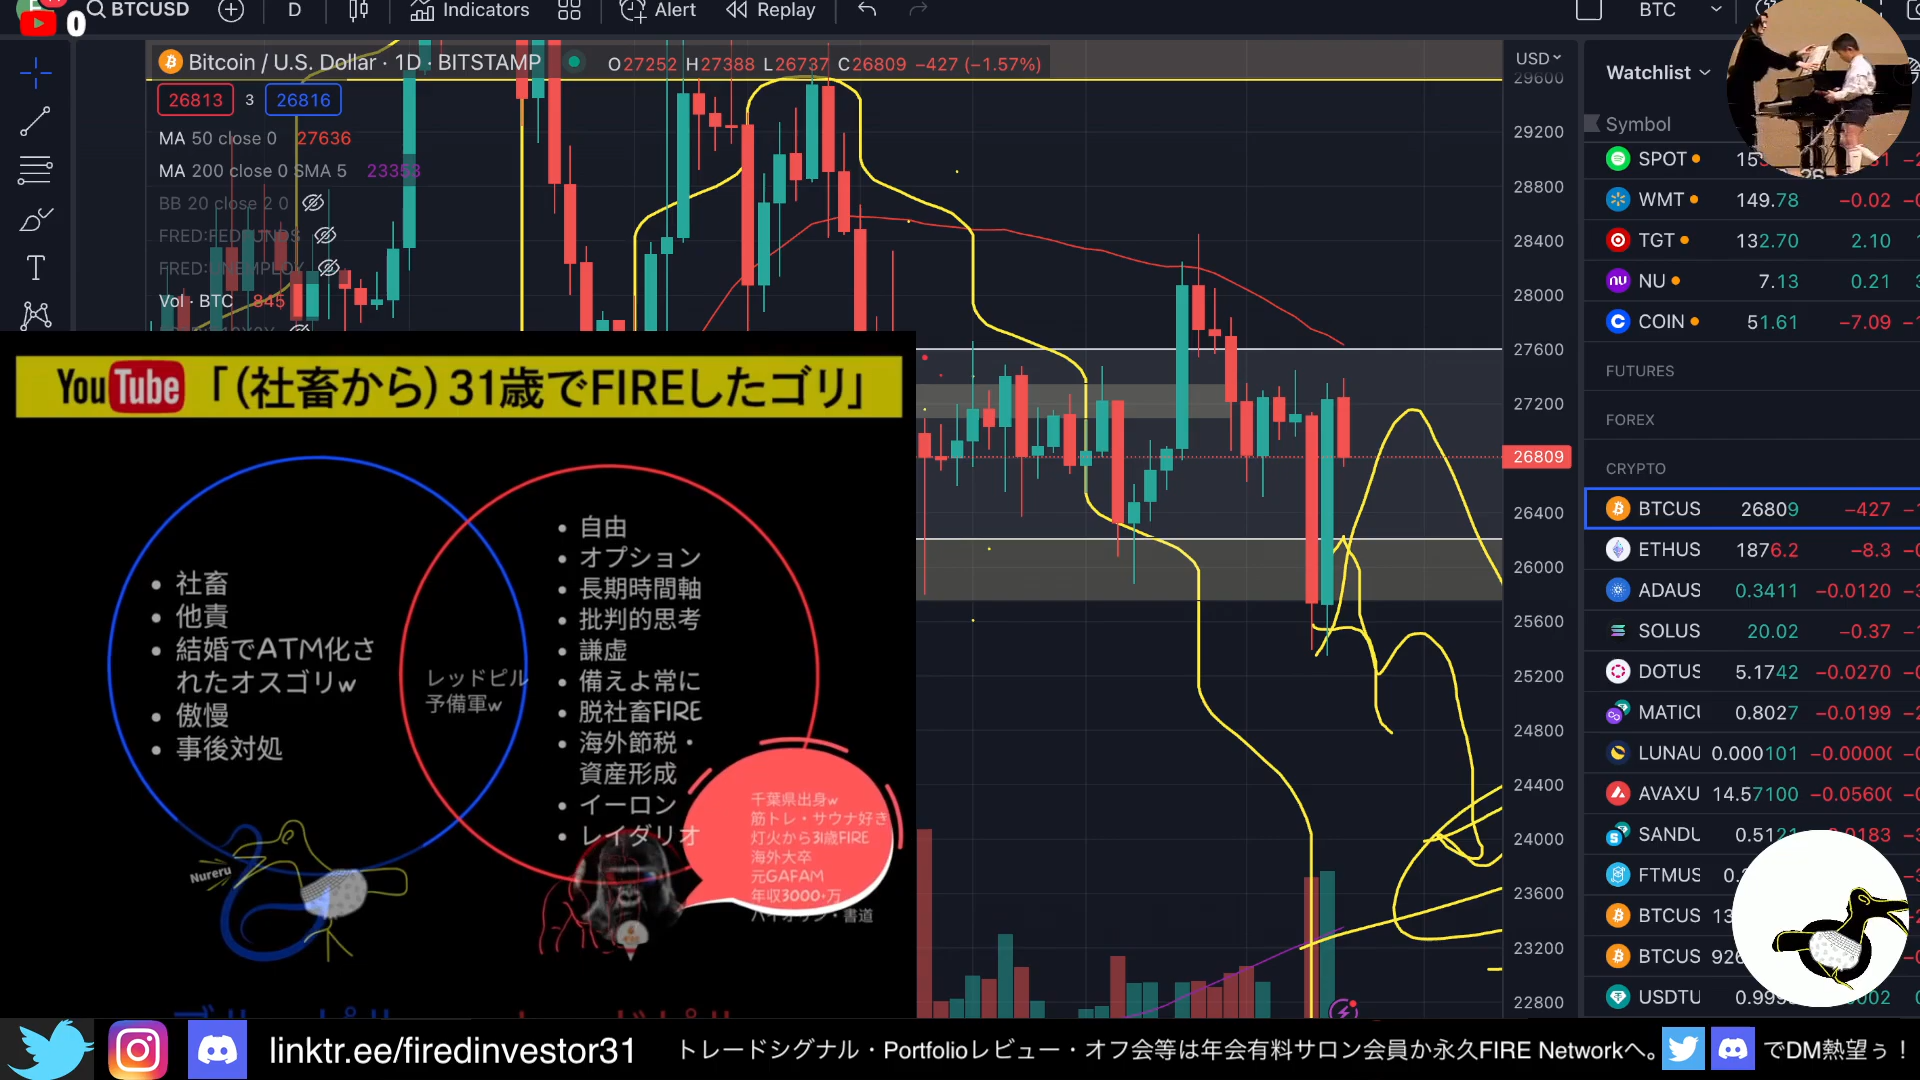 BTCUSD
D
Indicators
Alert
Replay
BTC
0
Bitcoin / U.S. Dollar · 1D · BITSTAMP
O27252 H27388 L26737 C26809 −427 (−1.57%)
26813 3 26816
MA 50 close 0 27636
MA 200 close 0 SMA 5 23353
BB 20 close 2 0
FRED:FEDFUNDS
FRED:UNEMPLOY
Vol · BTC 845
USD
29600
29200
28800
28400
28000
27600
27200
26809
26400
26000
25600
25200
24800
24400
24000
23600
23200
22800
Watchlist
Symbol
SPOT
WMT 149.78 −0.02
TGT 132.70 2.10
NU 7.13 0.21
COIN 51.61 −7.09
FUTURES
FOREX
CRYPTO
BTCUS 26809 −427
ETHUS 1876.2 −8.3
ADAUS 0.3411 −0.0120
SOLUS 20.02 −0.37
DOTUS 5.1742 −0.0270
MATICU 0.8027 −0.0199
LUNAU 0.000101 −0.0000
AVAXU 14.57100 −0.0560
SANDU
FTMUS
BTCUS
BTCUS
USDTU
YouTube「(社畜から) 31歳でFIREしたゴリ」
• 社畜
• 他責
• 結婚でATM化さ
れたオスゴリw
• 傲慢
• 事後対処
レッドピル
予備軍w
• 自由
• オプション
• 長期時間軸
• 批判的思考
• 謙虚
• 備えよ常に
• 脱社畜FIRE
• 海外節税・
資産形成
• イーロン
• レイダリオ
千葉県出身w
筋トレ・サウナ好き
灯火から31歳FIRE
海外大卒
元GAFAM
年収3000+万
バイオリン・書道
Nureru
linktr.ee/firedinvestor31
トレードシグナル・Portfolioレビュー・オフ会等は年会有料サロン会員か永久FIRE Networkへ。
でDM熱望ぅ！